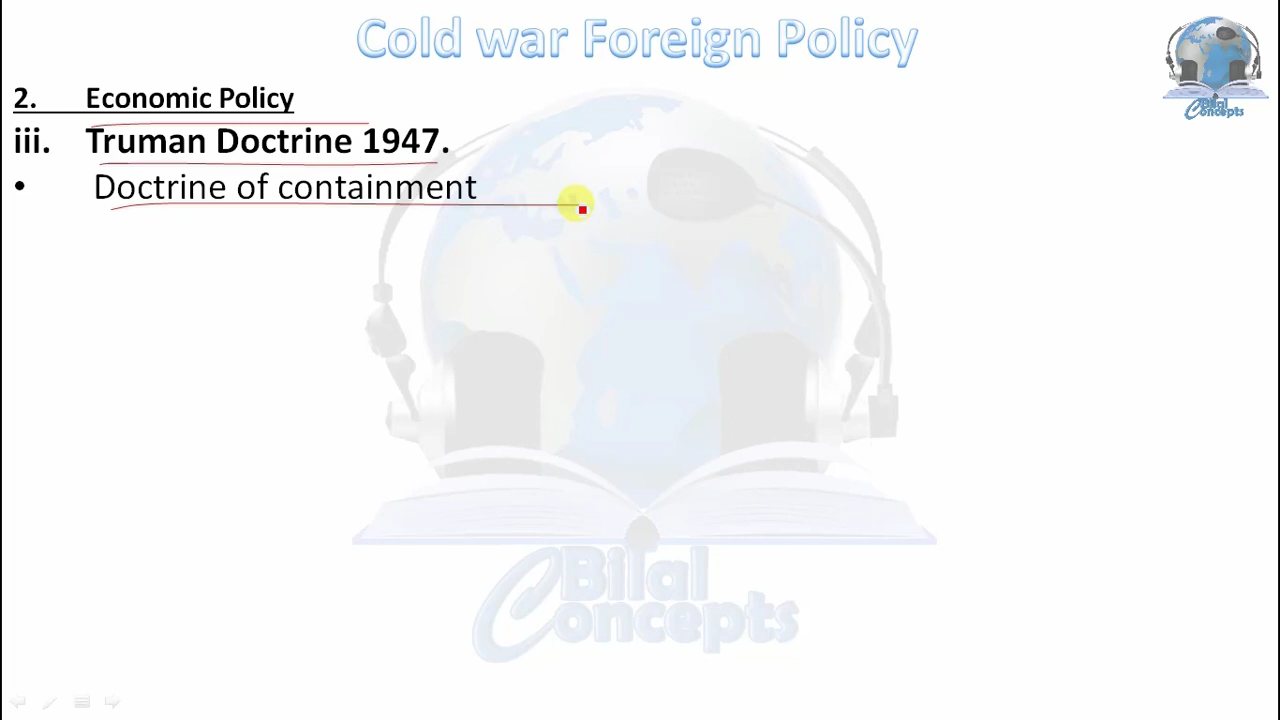 Cold war Foreign Policy
2. Economic Policy
iii. Truman Doctrine 1947.
• Doctrine of containment
Bilal
Concepts
Bilal
Concepts